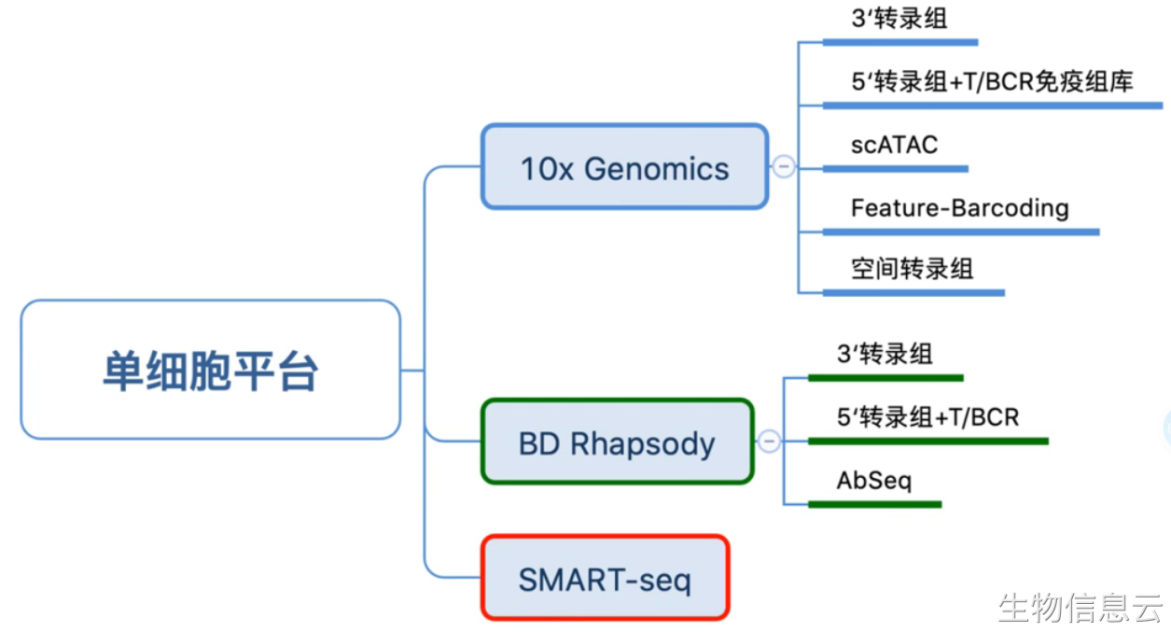 单细胞平台
10x Genomics
3‘转录组
5‘转录组+T/BCR免疫组库
scATAC
Feature-Barcoding
空间转录组
BD Rhapsody
3‘转录组
5‘转录组+T/BCR
AbSeq
SMART-seq
生物信息云